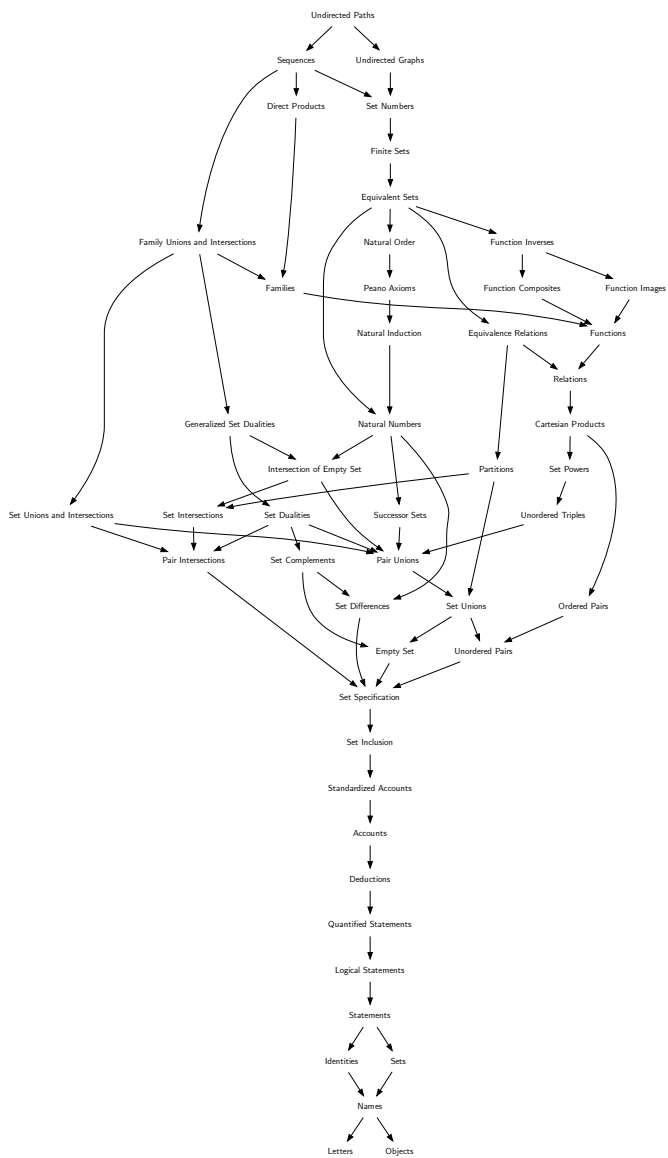 Undirected Paths
Sequences
Undirected Graphs
Direct Products
Set Numbers
Finite Sets
Equivalent Sets
Family Unions and Intersections
Natural Order
Function Inverses
Families
Peano Axioms
Function Composites
Function Images
Natural Induction
Equivalence Relations
Functions
Relations
Generalized Set Dualities
Natural Numbers
Cartesian Products
Intersection of Empty Set
Partitions
Set Powers
Set Unions and Intersections
Set Intersections
Set Dualities
Successor Sets
Unordered Triples
Pair Intersections
Set Complements
Pair Unions
Set Differences
Set Unions
Ordered Pairs
Empty Set
Unordered Pairs
Set Specification
Set Inclusion
Standardized Accounts
Accounts
Deductions
Quantified Statements
Logical Statements
Statements
Identities
Sets
Names
Letters
Objects